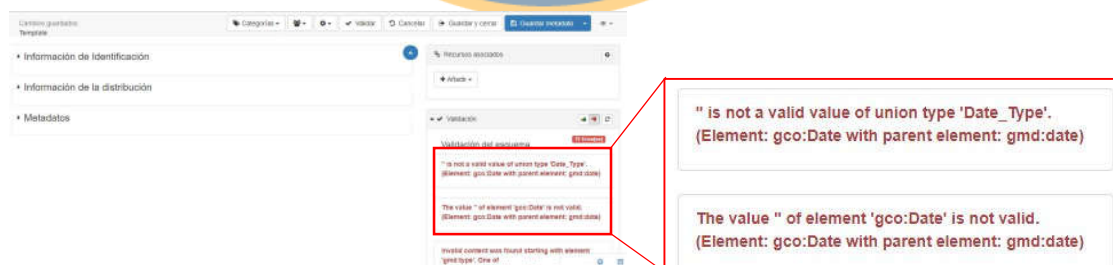 Cambios guardados
Template
Categorías
Validar
Cancelar
Guardar y cerrar
Guardar metadato
Información de Identificación
Información de la distribución
Metadatos
Recursos asociados
Añadir
Validación
Validación del esquema
'' is not a valid value of union type 'Date_Type'.
(Element: gco:Date with parent element: gmd:date)
The value '' of element 'gco:Date' is not valid.
(Element: gco:Date with parent element: gmd:date)
Invalid content was found starting with element
'gmd:type'. One of
'' is not a valid value of union type 'Date_Type'.
(Element: gco:Date with parent element: gmd:date)
The value '' of element 'gco:Date' is not valid.
(Element: gco:Date with parent element: gmd:date)